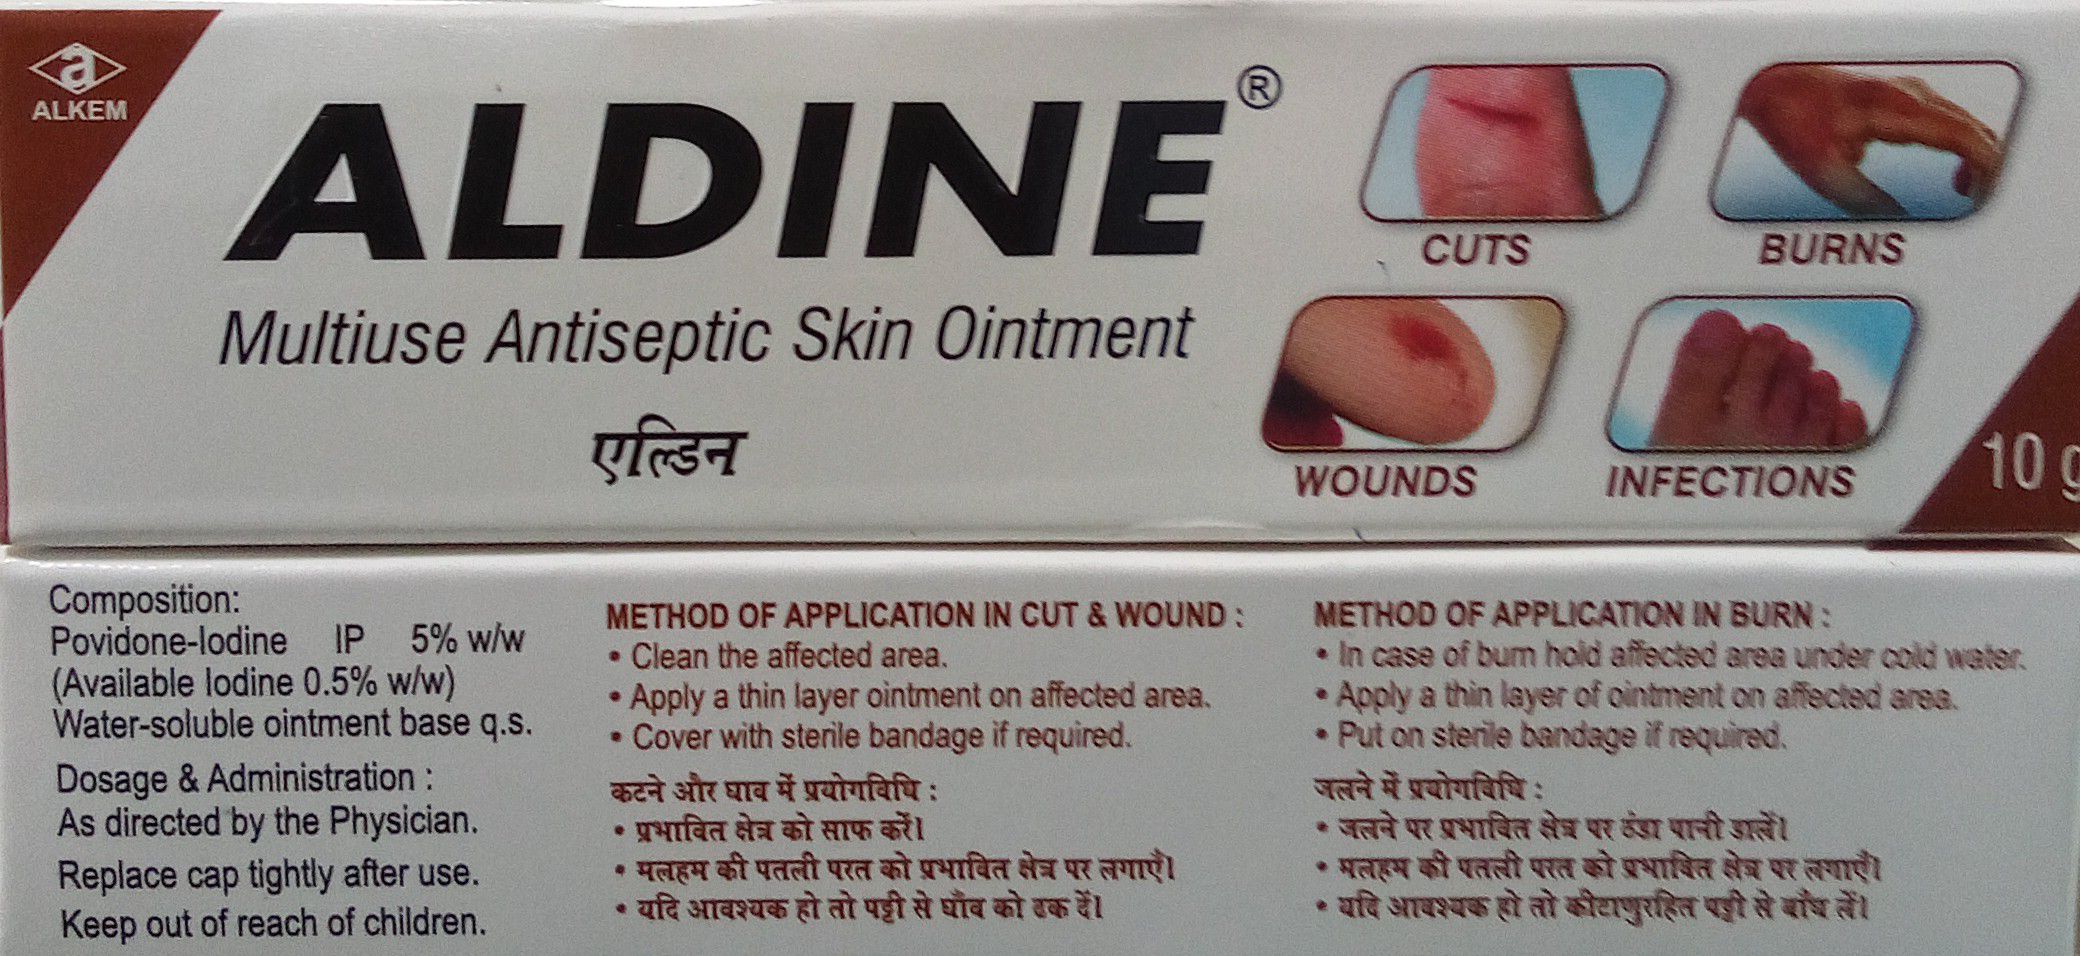 ALKEM
ALDINE®
Multiuse Antiseptic Skin Ointment
एल्डिन
CUTS
BURNS
WOUNDS
INFECTIONS
10 g
Composition:
Povidone-Iodine IP 5% w/w
(Available Iodine 0.5% w/w)
Water-soluble ointment base q.s.
Dosage & Administration :
As directed by the Physician.
Replace cap tightly after use.
Keep out of reach of children.
METHOD OF APPLICATION IN CUT & WOUND :
• Clean the affected area.
• Apply a thin layer ointment on affected area.
• Cover with sterile bandage if required.
कटने और घाव में प्रयोगविधि :
• प्रभावित क्षेत्र को साफ करें।
• मलहम की पतली परत को प्रभावित क्षेत्र पर लगाएँ।
• यदि आवश्यक हो तो पट्टी से घाँव को ढक दें।
METHOD OF APPLICATION IN BURN :
• In case of burn hold affected area under cold water.
• Apply a thin layer of ointment on affected area.
• Put on sterile bandage if required.
जलने में प्रयोगविधि :
• जलने पर प्रभावित क्षेत्र पर ठंडा पानी डालें।
• मलहम की पतली परत को प्रभावित क्षेत्र पर लगाएँ।
• यदि आवश्यक हो तो कीटाणुरहित पट्टी से बाँध लें।